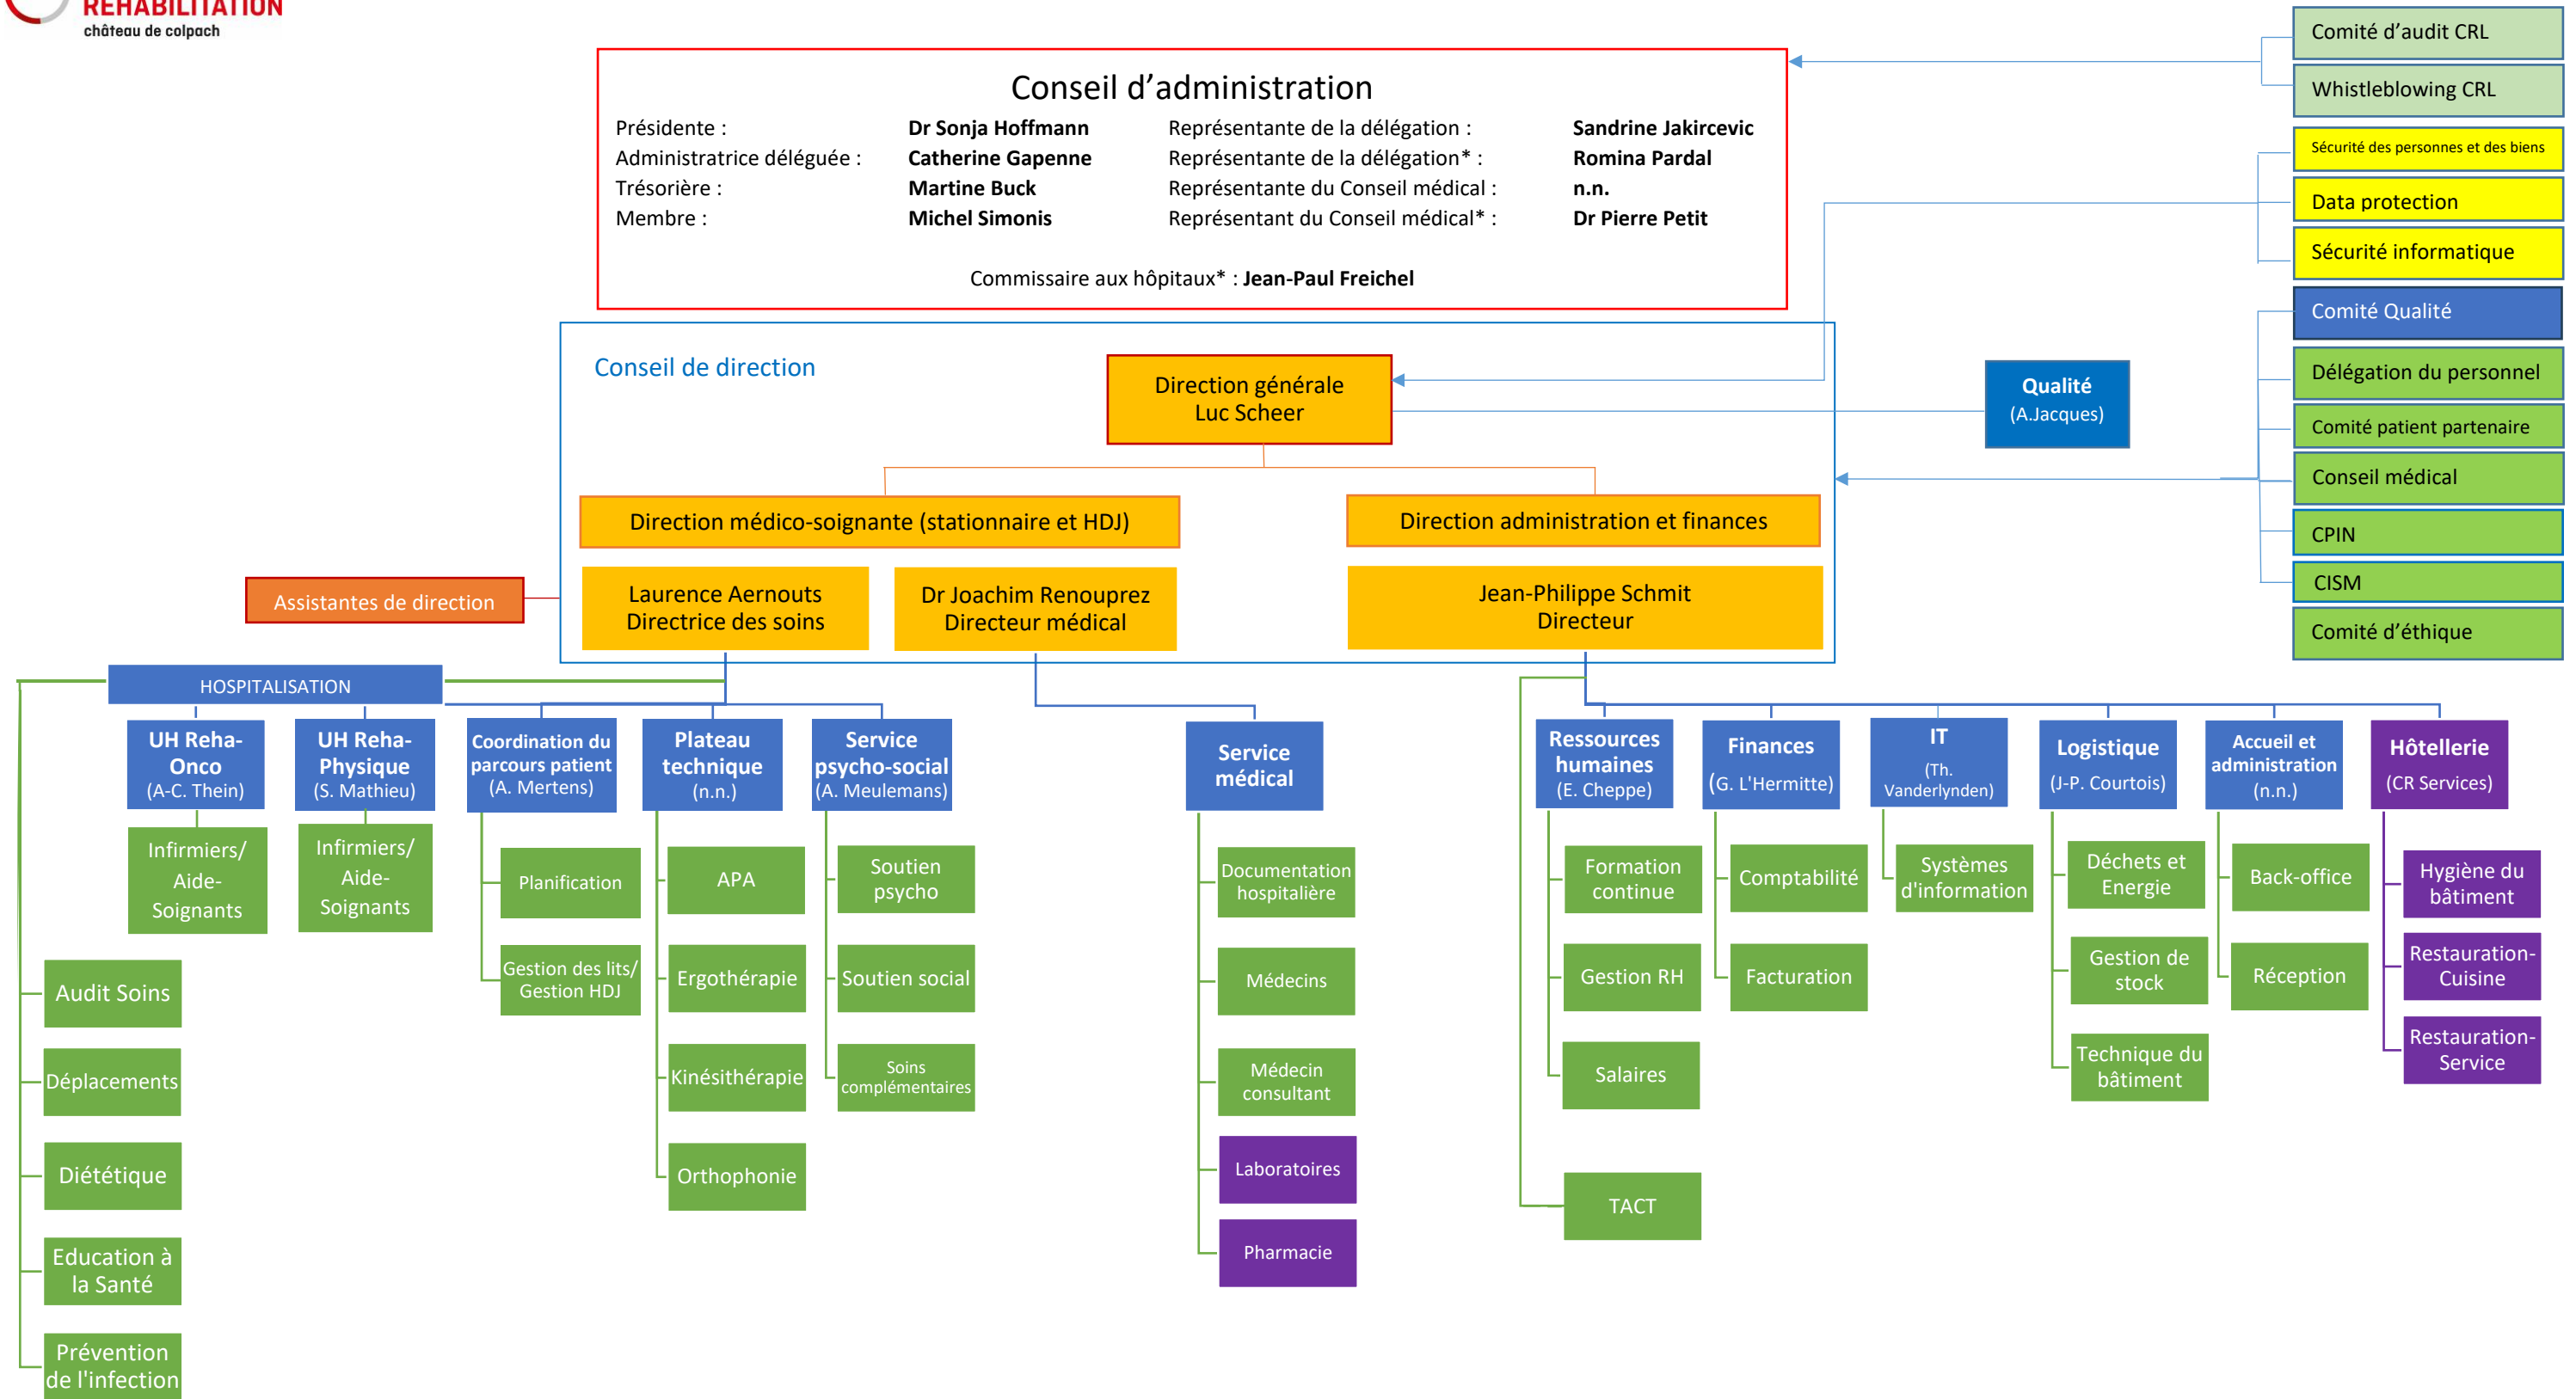 REHABILITATION
château de colpach
Conseil d’administration
Présidente : Dr Sonja Hoffmann Représentante de la délégation : Sandrine Jakircevic
Administratrice déléguée : Catherine Gapenne Représentante de la délégation* : Romina Pardal
Trésorière : Martine Buck Représentante du Conseil médical : n.n.
Membre : Michel Simonis Représentant du Conseil médical* : Dr Pierre Petit
Commissaire aux hôpitaux* : Jean-Paul Freichel
Comité d’audit CRL
Whistleblowing CRL
Sécurité des personnes et des biens
Data protection
Sécurité informatique
Comité Qualité
Délégation du personnel
Comité patient partenaire
Conseil médical
CPIN
CISM
Comité d’éthique
Conseil de direction
Direction générale
Luc Scheer
Qualité
(A.Jacques)
Direction médico-soignante (stationnaire et HDJ)
Direction administration et finances
Assistantes de direction
Laurence Aernouts
Directrice des soins
Dr Joachim Renouprez
Directeur médical
Jean-Philippe Schmit
Directeur
HOSPITALISATION
UH Reha-
Onco
(A-C. Thein)
Infirmiers/
Aide-
Soignants
UH Reha-
Physique
(S. Mathieu)
Infirmiers/
Aide-
Soignants
Coordination du
parcours patient
(A. Mertens)
Planification
Gestion des lits/
Gestion HDJ
Plateau
technique
(n.n.)
APA
Ergothérapie
Kinésithérapie
Orthophonie
Service
psycho-social
(A. Meulemans)
Soutien
psycho
Soutien social
Soins
complémentaires
Service
médical
Documentation
hospitalière
Médecins
Médecin
consultant
Laboratoires
Pharmacie
Ressources
humaines
(E. Cheppe)
Formation
continue
Gestion RH
Salaires
TACT
Finances
(G. L'Hermitte)
Comptabilité
Facturation
IT
(Th.
Vanderlynden)
Systèmes
d'information
Logistique
(J-P. Courtois)
Déchets et
Energie
Gestion de
stock
Technique du
bâtiment
Accueil et
administration
(n.n.)
Back-office
Réception
Hôtellerie
(CR Services)
Hygiène du
bâtiment
Restauration-
Cuisine
Restauration-
Service
Audit Soins
Déplacements
Diététique
Education à
la Santé
Prévention
de l'infection